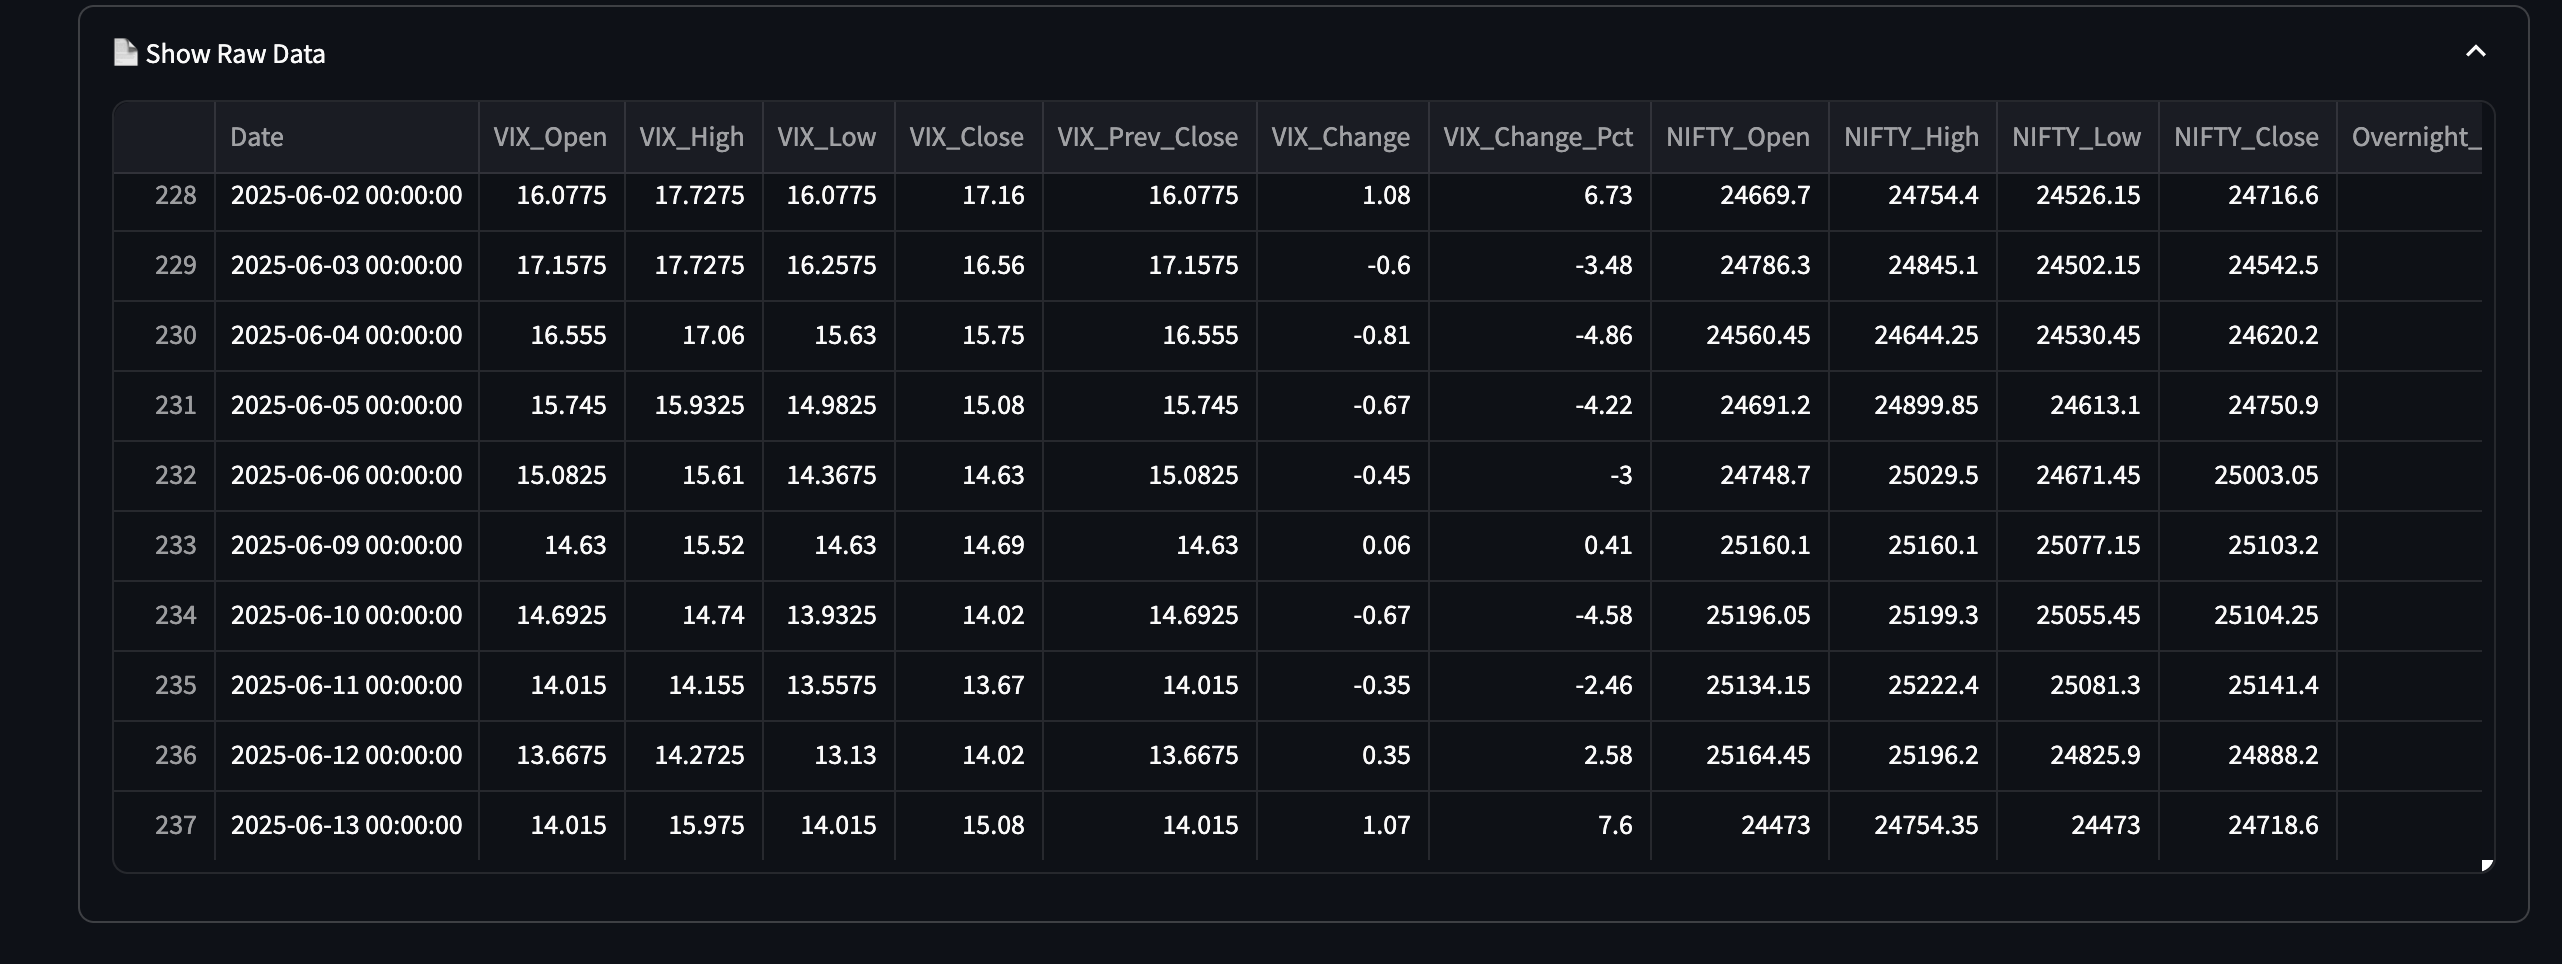 Show Raw Data
Date VIX_Open VIX_High VIX_Low VIX_Close VIX_Prev_Close VIX_Change VIX_Change_Pct NIFTY_Open NIFTY_High NIFTY_Low NIFTY_Close Overnight_
228 2025-06-02 00:00:00 16.0775 17.7275 16.0775 17.16 16.0775 1.08 6.73 24669.7 24754.4 24526.15 24716.6
229 2025-06-03 00:00:00 17.1575 17.7275 16.2575 16.56 17.1575 -0.6 -3.48 24786.3 24845.1 24502.15 24542.5
230 2025-06-04 00:00:00 16.555 17.06 15.63 15.75 16.555 -0.81 -4.86 24560.45 24644.25 24530.45 24620.2
231 2025-06-05 00:00:00 15.745 15.9325 14.9825 15.08 15.745 -0.67 -4.22 24691.2 24899.85 24613.1 24750.9
232 2025-06-06 00:00:00 15.0825 15.61 14.3675 14.63 15.0825 -0.45 -3 24748.7 25029.5 24671.45 25003.05
233 2025-06-09 00:00:00 14.63 15.52 14.63 14.69 14.63 0.06 0.41 25160.1 25160.1 25077.15 25103.2
234 2025-06-10 00:00:00 14.6925 14.74 13.9325 14.02 14.6925 -0.67 -4.58 25196.05 25199.3 25055.45 25104.25
235 2025-06-11 00:00:00 14.015 14.155 13.5575 13.67 14.015 -0.35 -2.46 25134.15 25222.4 25081.3 25141.4
236 2025-06-12 00:00:00 13.6675 14.2725 13.13 14.02 13.6675 0.35 2.58 25164.45 25196.2 24825.9 24888.2
237 2025-06-13 00:00:00 14.015 15.975 14.015 15.08 14.015 1.07 7.6 24473 24754.35 24473 24718.6